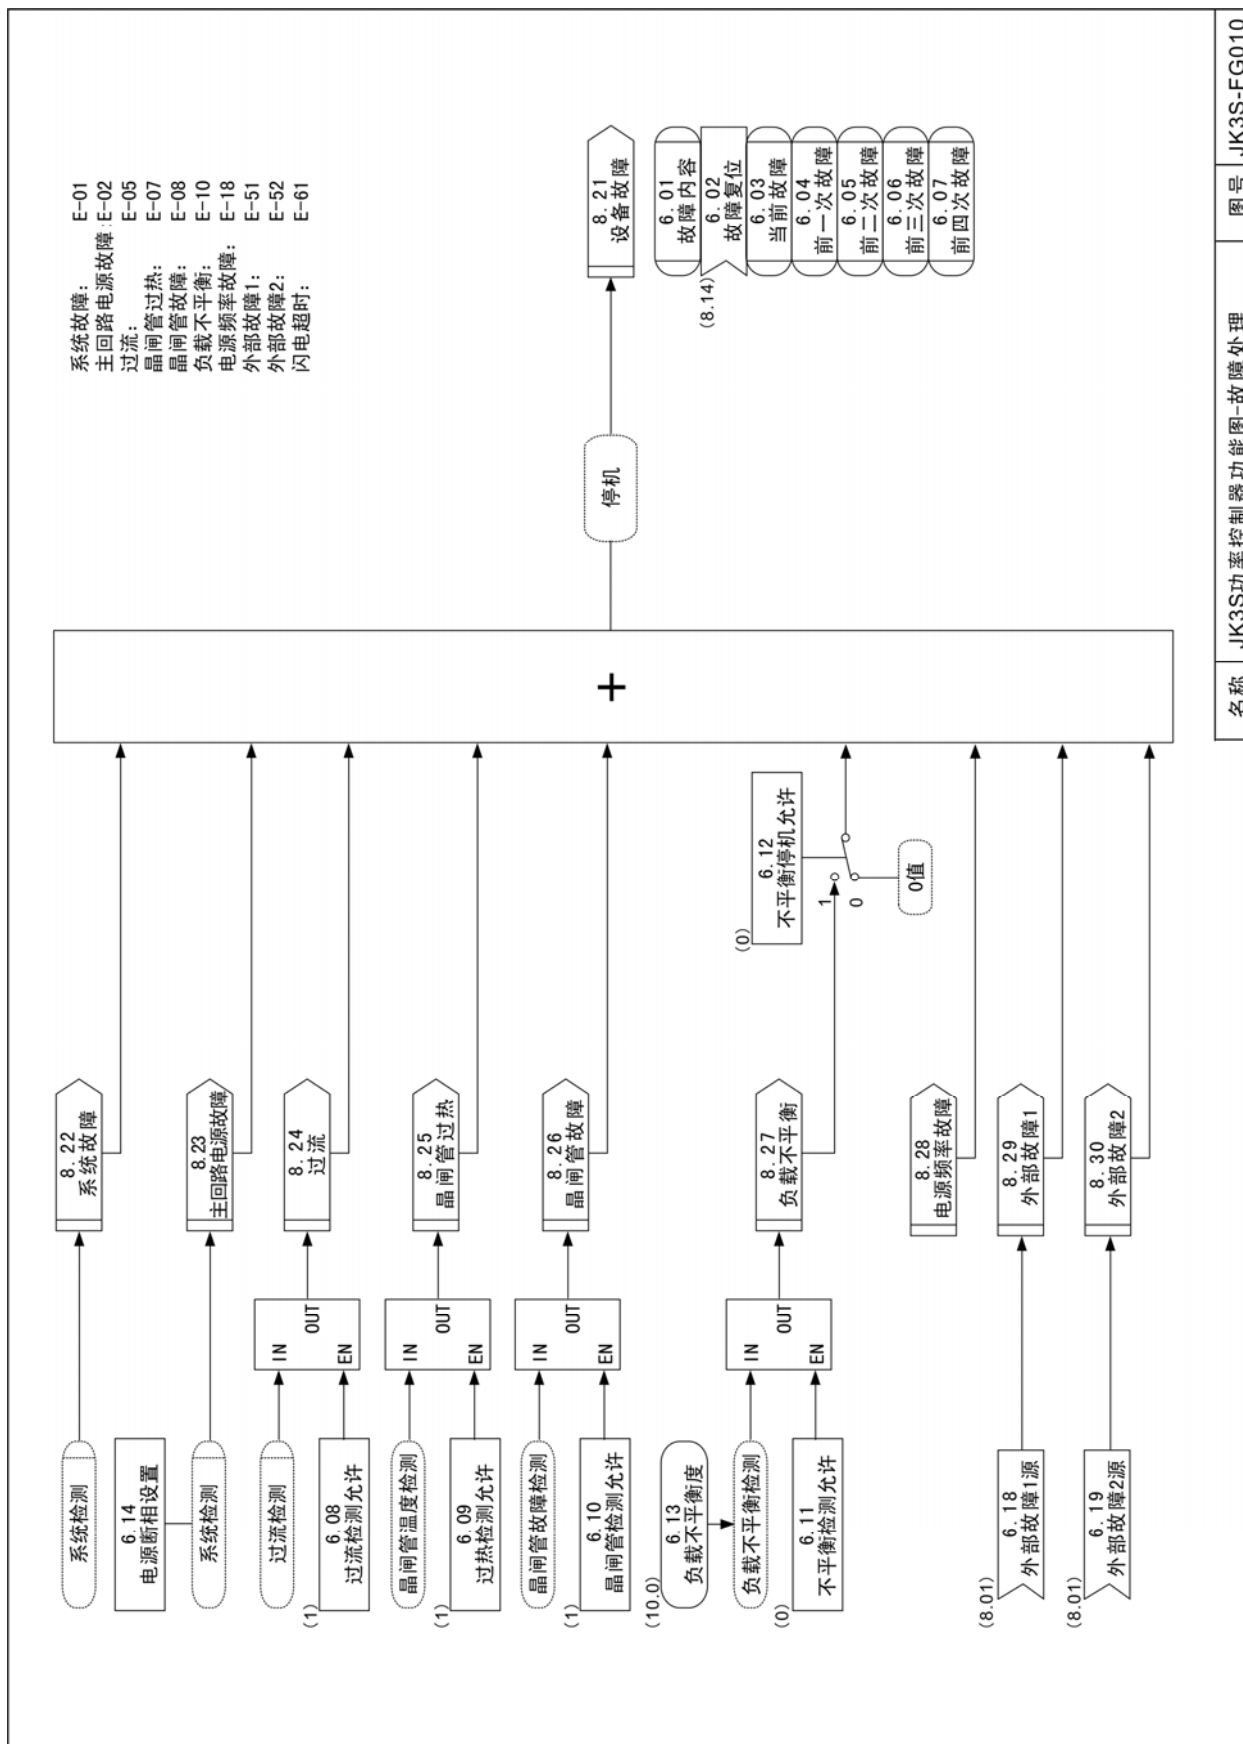 系统检测
8.22
系统故障
6.14
电源断相设置
系统检测
8.23
主回路电源故障
过流检测
(1)
6.08
过流检测允许
IN
EN
OUT
8.24
过流
晶闸管温度检测
(1)
6.09
过热检测允许
IN
EN
OUT
8.25
晶闸管过热
晶闸管故障检测
(1)
6.10
晶闸管检测允许
IN
EN
OUT
8.26
晶闸管故障
(10.0)
6.13
负载不平衡度
负载不平衡检测
(0)
6.11
不平衡检测允许
IN
EN
OUT
8.27
负载不平衡
(0)
6.12
不平衡停机允许
1
0
0值
8.28
电源频率故障
(8.01)
6.18
外部故障1源
8.29
外部故障1
(8.01)
6.19
外部故障2源
8.30
外部故障2
+
停机
8.21
设备故障
6.01
故障内容
(8.14)
6.02
故障复位
6.03
当前故障
6.04
前一次故障
6.05
前二次故障
6.06
前三次故障
6.07
前四次故障
系统故障: E-01
主回路电源故障:E-02
过流: E-05
晶闸管过热: E-07
晶闸管故障: E-08
负载不平衡: E-10
电源频率故障: E-18
外部故障1: E-51
外部故障2: E-52
闪电超时: E-61
名称 JK3S功率控制器功能图-故障处理 图号 JK3S-FG010